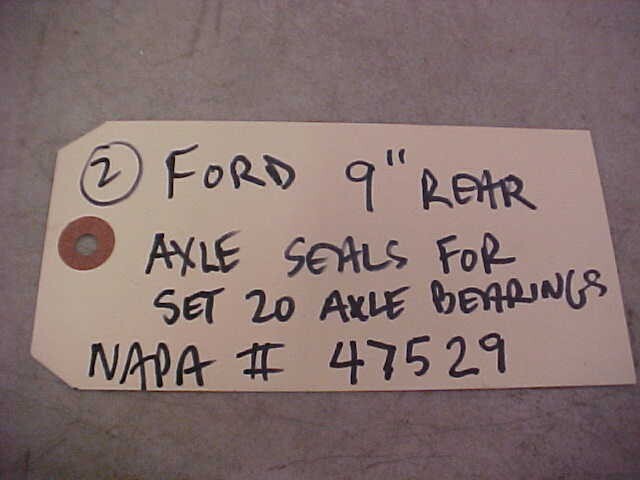 2 FORD 9" REAR
AXLE SEALS FOR
SET 20 AXLE BEARINGS
NAPA # 47529